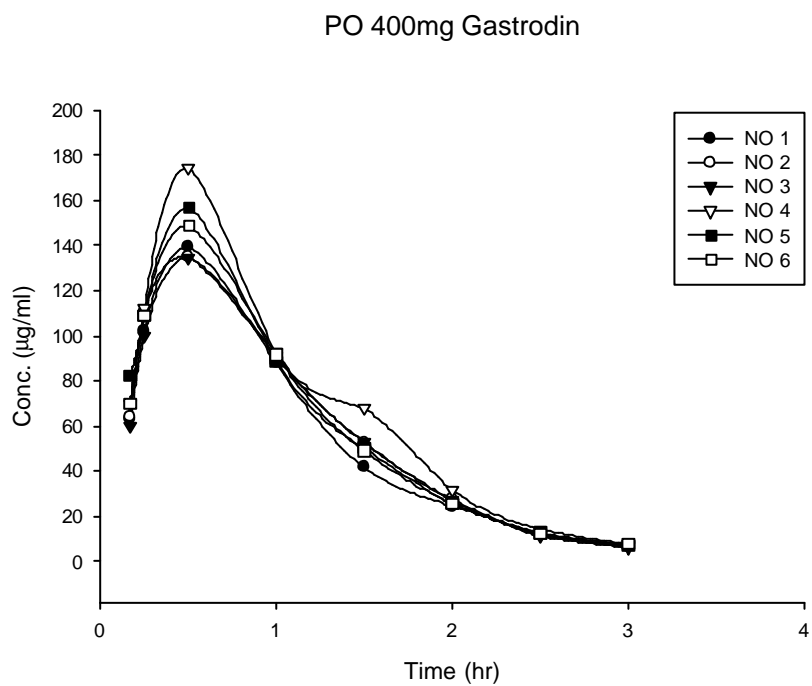 PO 400mg Gastrodin
200
180
160
140
120
100
80
60
40
20
0
Conc. (μg/ml)
0 1 2 3 4
Time (hr)
NO 1
NO 2
NO 3
NO 4
NO 5
NO 6